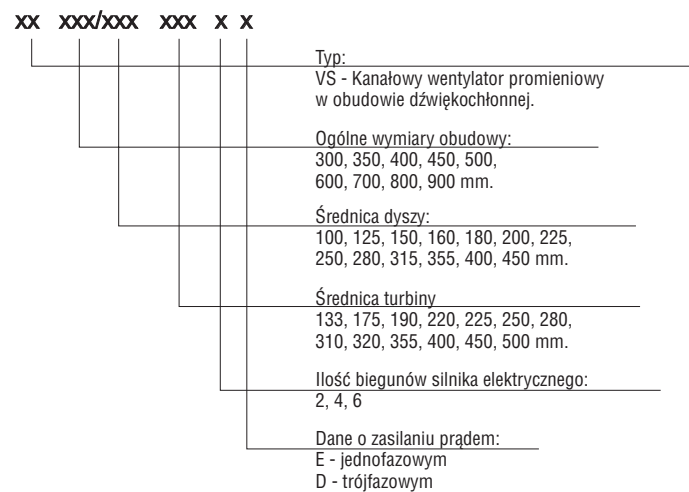 xx xxx/xxx xxx x x
Typ:
VS - Kanałowy wentylator promieniowy
w obudowie dźwiękochłonnej.
Ogólne wymiary obudowy:
300, 350, 400, 450, 500,
600, 700, 800, 900 mm.
Średnica dyszy:
100, 125, 150, 160, 180, 200, 225,
250, 280, 315, 355, 400, 450 mm.
Średnica turbiny
133, 175, 190, 220, 225, 250, 280,
310, 320, 355, 400, 450, 500 mm.
Ilość biegunów silnika elektrycznego:
2, 4, 6
Dane o zasilaniu prądem:
E - jednofazowym
D - trójfazowym